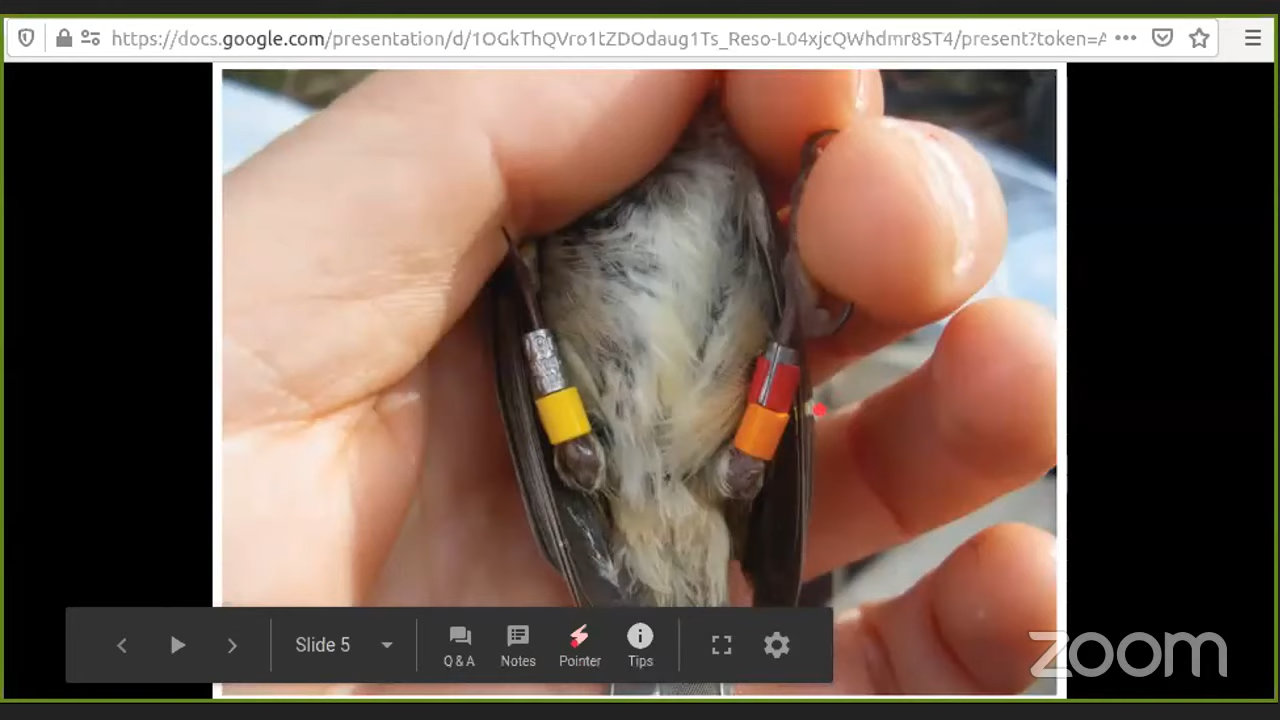 https://docs.google.com/presentation/d/1OGkThQVro1tZDOdaug1Ts_Reso-L04xjcQWhdmr8ST4/present?token=A
Slide 5
Q & A
Notes
Pointer
Tips
zoom